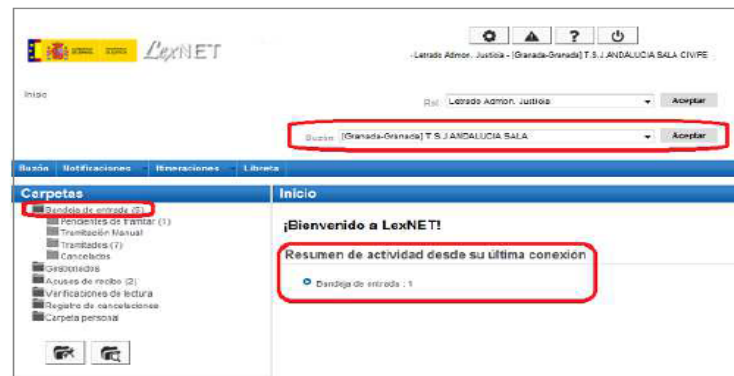 LexNET
-Letrado Admon. Justicia - [Granada-Granada] T.S.J.ANDALUCIA SALA CIV/PE
Inicio
Rol: Letrado Admon. Justicia Aceptar
Buzón: [Granada-Granada] T.S.J.ANDALUCIA SALA Aceptar
Buzón Notificaciones Itineraciones Libreta
Carpetas
Bandeja de entrada (5)
Pendientes de tramitar (1)
Tramitación Manual
Tramitados (7)
Cancelados
Gestionados
Acuses de recibo (2)
Verificaciones de lectura
Registro de cancelaciones
Carpeta personal
Inicio
¡Bienvenido a LexNET!
Resumen de actividad desde su última conexión
Bandeja de entrada : 1